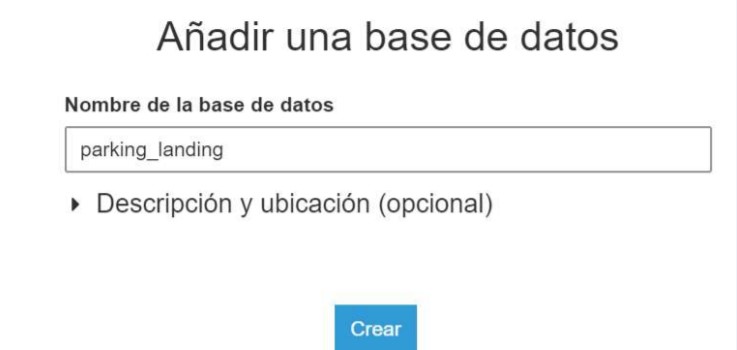 Añadir una base de datos
Nombre de la base de datos
parking_landing
Descripción y ubicación (opcional)
Crear